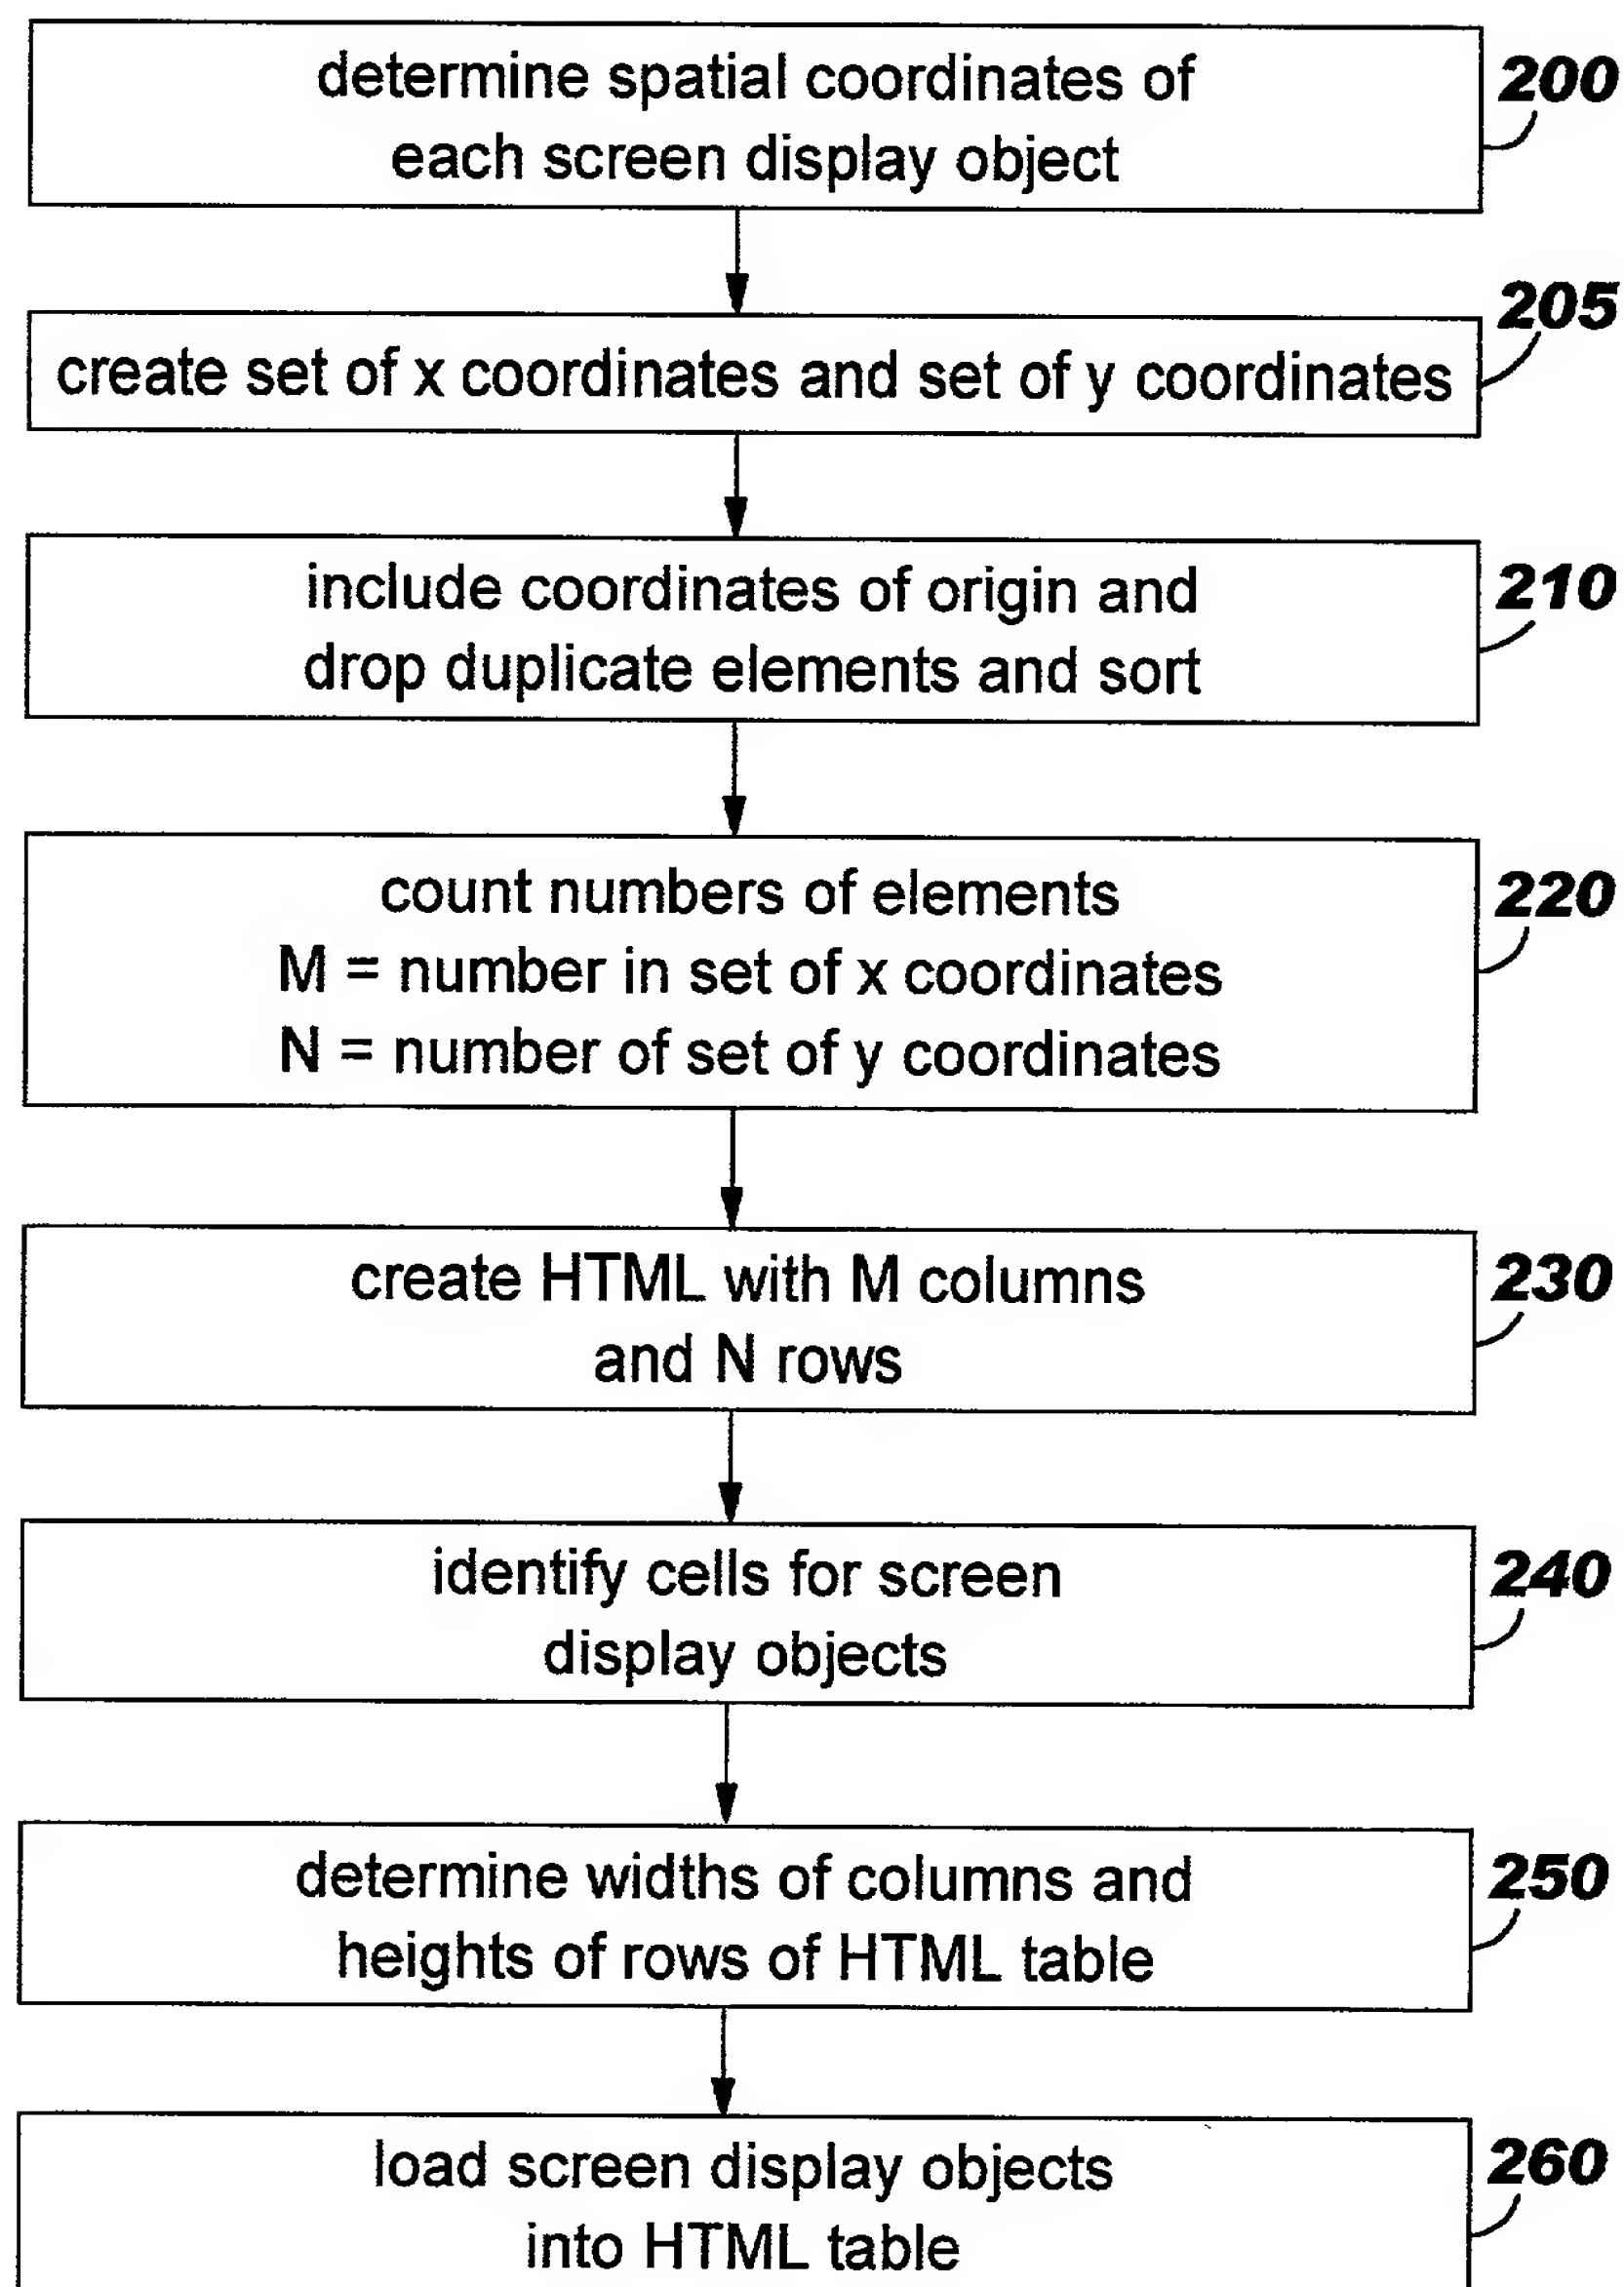 determine spatial coordinates of
each screen display object
200
205
create set of x coordinates and set of y coordinates
include coordinates of origin and
drop duplicate elements and sort
210
count numbers of elements
M = number in set of x coordinates
N = number of set of y coordinates
220
create HTML with M columns
and N rows
230
identify cells for screen
display objects
240
determine widths of columns and
heights of rows of HTML table
250
load screen display objects
into HTML table
260